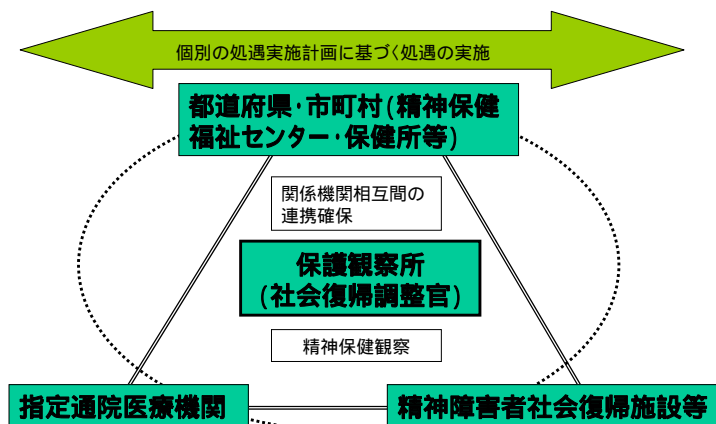 個別の処遇実施計画に基づく処遇の実施
都道府県・市町村(精神保健
福祉センター・保健所等)
関係機関相互間の
連携確保
保護観察所
(社会復帰調整官)
精神保健観察
指定通院医療機関
精神障害者社会復帰施設等